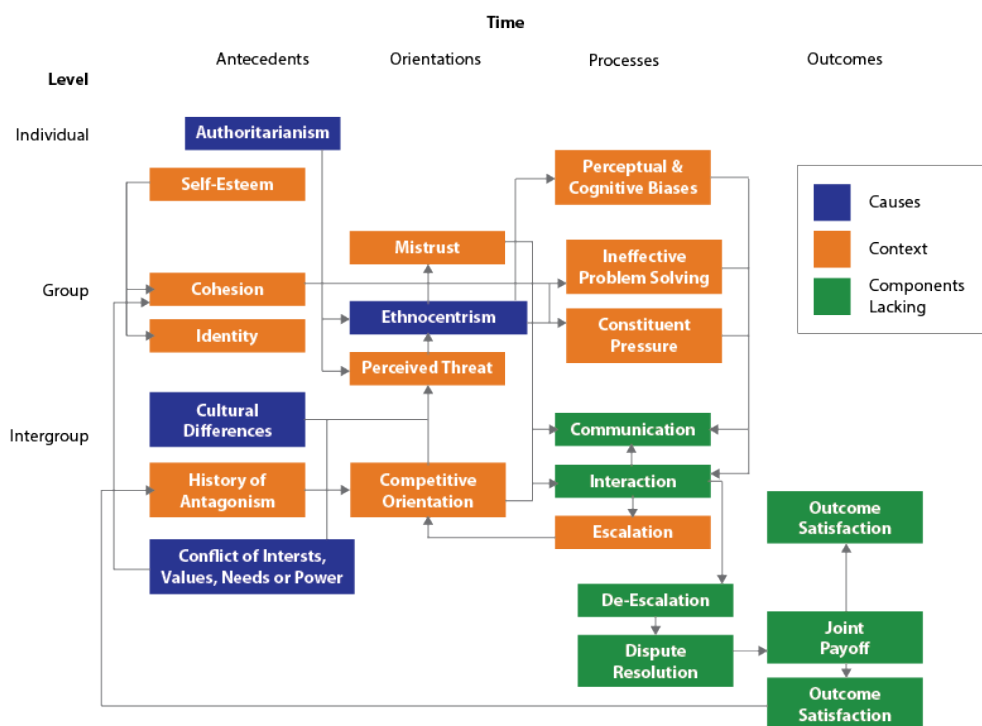 Time
Antecedents
Orientations
Processes
Outcomes
Level
Individual
Authoritarianism
Self-Esteem
Perceptual &
Cognitive Biases
Causes
Context
Components
Lacking
Mistrust
Ineffective
Problem Solving
Group
Cohesion
Ethnocentrism
Constituent
Pressure
Identity
Perceived Threat
Intergroup
Cultural
Differences
Communication
History of
Antagonism
Competitive
Orientation
Interaction
Escalation
Outcome
Satisfaction
Conflict of Intersts,
Values, Needs or Power
De-Escalation
Dispute
Resolution
Joint
Payoff
Outcome
Satisfaction